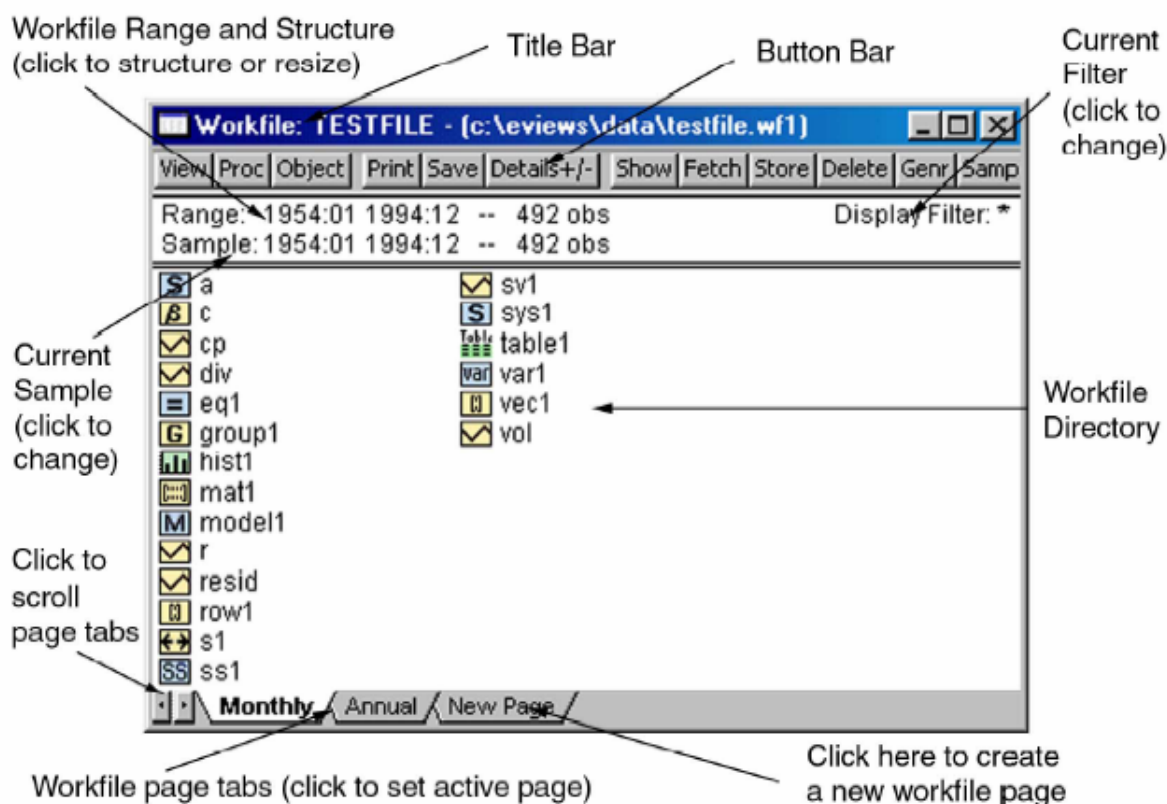 Workfile Range and Structure
(click to structure or resize)
Title Bar
Button Bar
Current
Filter
(click to
change)
Workfile: TESTFILE - (c:\eviews\data\testfile.wf1)
View Proc Object Print Save Details+/- Show Fetch Store Delete Genr Samp
Range: 1954:01 1994:12 -- 492 obs
Display Filter: *
Sample: 1954:01 1994:12 -- 492 obs
S a
β c
cp
div
= eq1
G group1
hist1
mat1
M model1
r
resid
row1
s1
SS ss1
sv1
S sys1
Table table1
var var1
vec1
vol
Current
Sample
(click to
change)
Workfile
Directory
Click to
scroll
page tabs
Monthly Annual New Page
Workfile page tabs (click to set active page)
Click here to create
a new workfile page